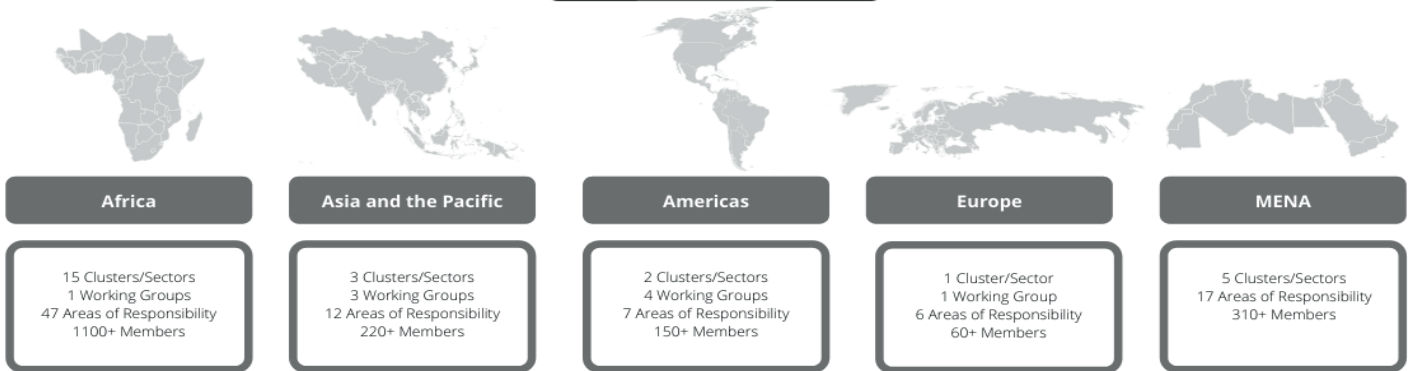 Africa
Asia and the Pacific
Americas
Europe
MENA
15 Clusters/Sectors
1 Working Groups
47 Areas of Responsibility
1100+ Members
3 Clusters/Sectors
3 Working Groups
12 Areas of Responsibility
220+ Members
2 Clusters/Sectors
4 Working Groups
7 Areas of Responsibility
150+ Members
1 Cluster/Sector
1 Working Group
6 Areas of Responsibility
60+ Members
5 Clusters/Sectors
17 Areas of Responsibility
310+ Members